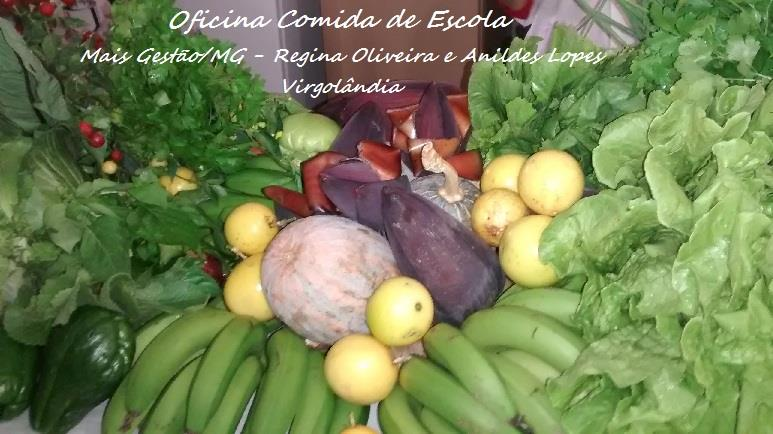 Oficina Comida de Escola
Mais Gestão/MG - Regina Oliveira e Anildes Lopes
Virgolândia